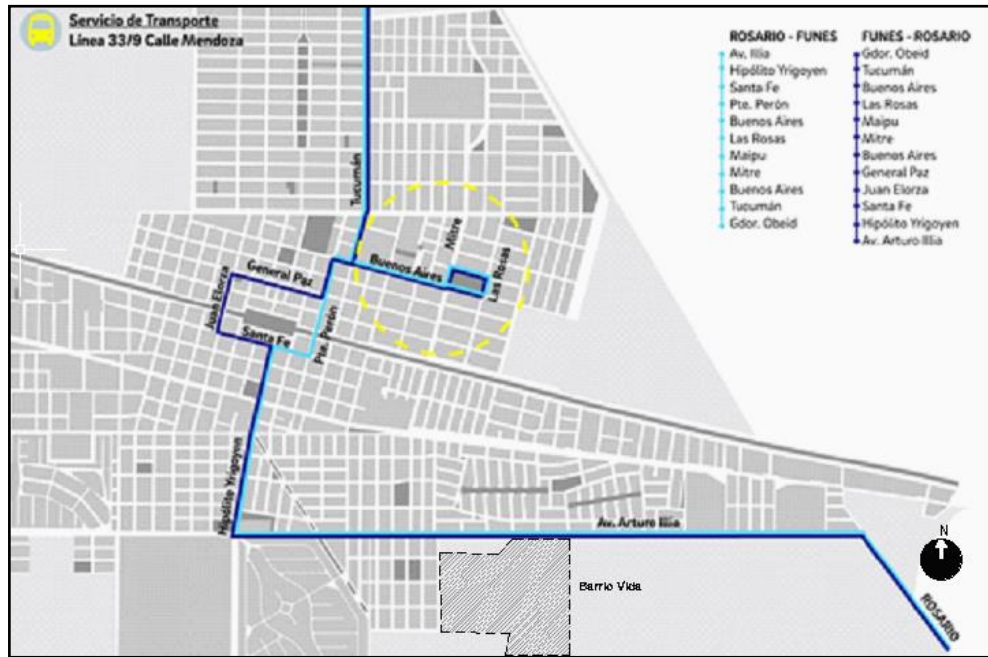 Servicio de Transporte
Línea 33/9 Calle Mendoza
ROSARIO - FUNES
Av. Illia
Hipólito Yrigoyen
Santa Fe
Pte. Perón
Buenos Aires
Las Rosas
Maipu
Mitre
Buenos Aires
Tucumán
Gdor. Obeid
FUNES - ROSARIO
Gdor. Obeid
Tucumán
Buenos Aires
Las Rosas
Maipu
Mitre
Buenos Aires
General Paz
Juan Elorza
Santa Fe
Hipólito Yrigoyen
Av. Arturo Illia
Tucumán
Mitre
Buenos Aires
Las Rosas
General Paz
Juan Elorza
Santa Fe
Pte. Perón
Hipólito Yrigoyen
Av. Arturo Illia
N
Barrio Vida
ROSARIO